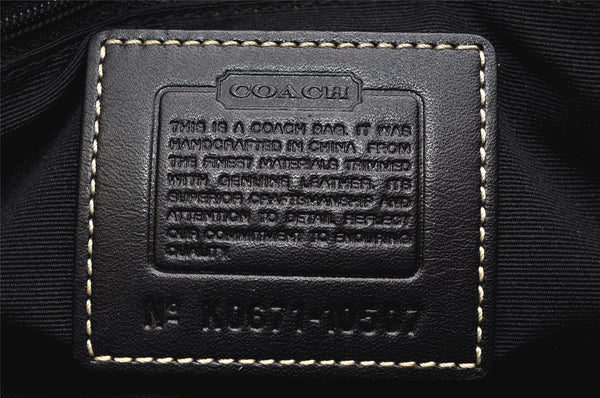 COACH
THIS IS A COACH BAG. IT WAS
HANDCRAFTED IN CHINA FROM
THE FINEST MATERIALS TRIMMED
WITH GENUINE LEATHER. ITS
SUPERIOR CRAFTSMANSHIP AND
ATTENTION TO DETAIL REFLECT
OUR COMMITMENT TO ENDURING
QUALITY.
Nº K0671-10507